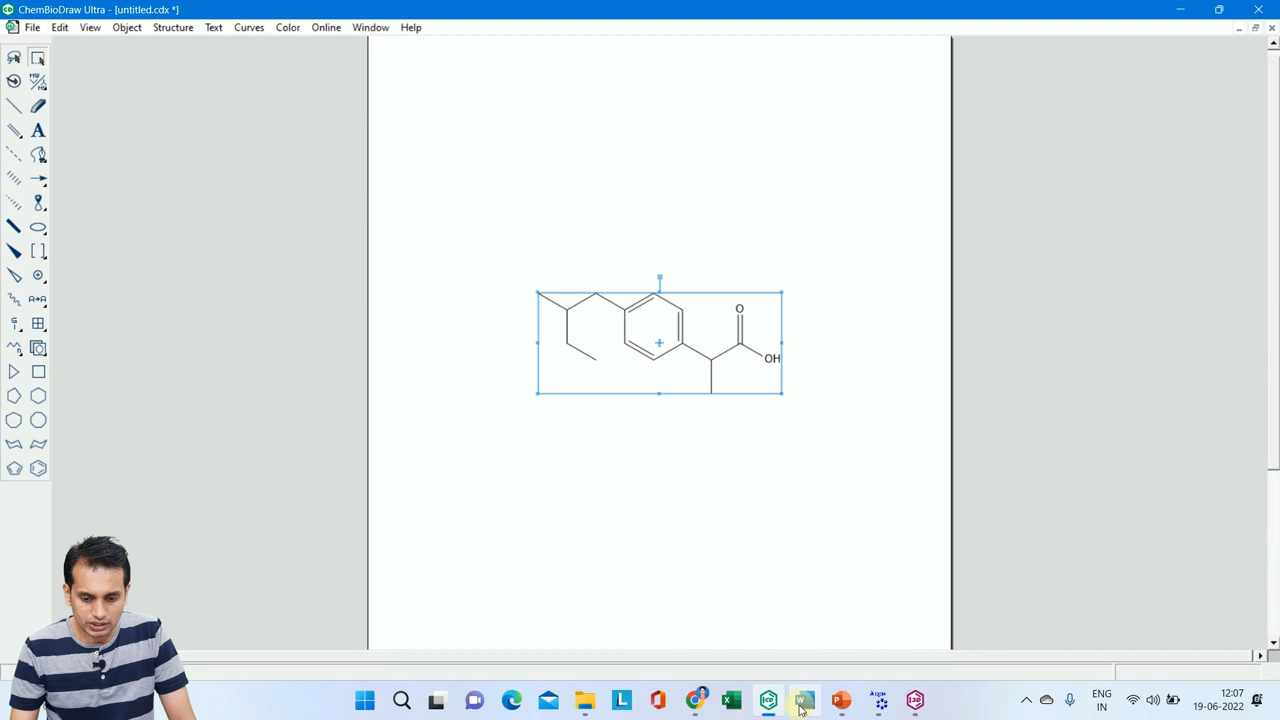 ChemBioDraw Ultra - [untitled.cdx *]
File Edit View Object Structure Text Curves Color Online Window Help
O
OH
ENG
IN
12:07
19-06-2022